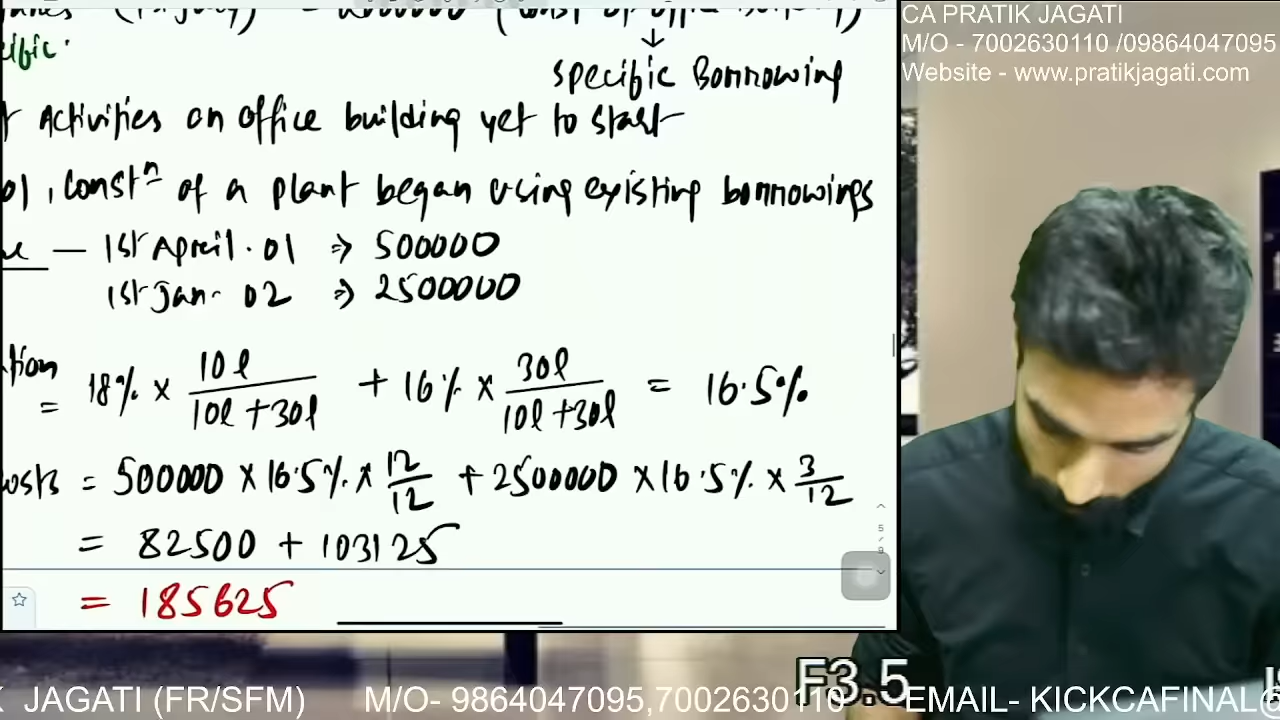 specific Borrowing
Activities on office building yet to start
01, constⁿ of a plant began using existing borrowings
— 1st April. 01 ⇒ 500000
1st Jan. 02 ⇒ 2500000
= 18% × 10l / (10l + 30l) + 16% × 30l / (10l + 30l) = 16.5%
= 500000 × 16.5% × 12/12 + 2500000 × 16.5% × 3/12
= 82500 + 103125
= 185625
5/9
CA PRATIK JAGATI
M/O - 7002630110 /09864047095
Website - www.pratikjagati.com
F3.5
JAGATI (FR/SFM) M/O- 9864047095,7002630110 EMAIL- KICKCAFINAL@